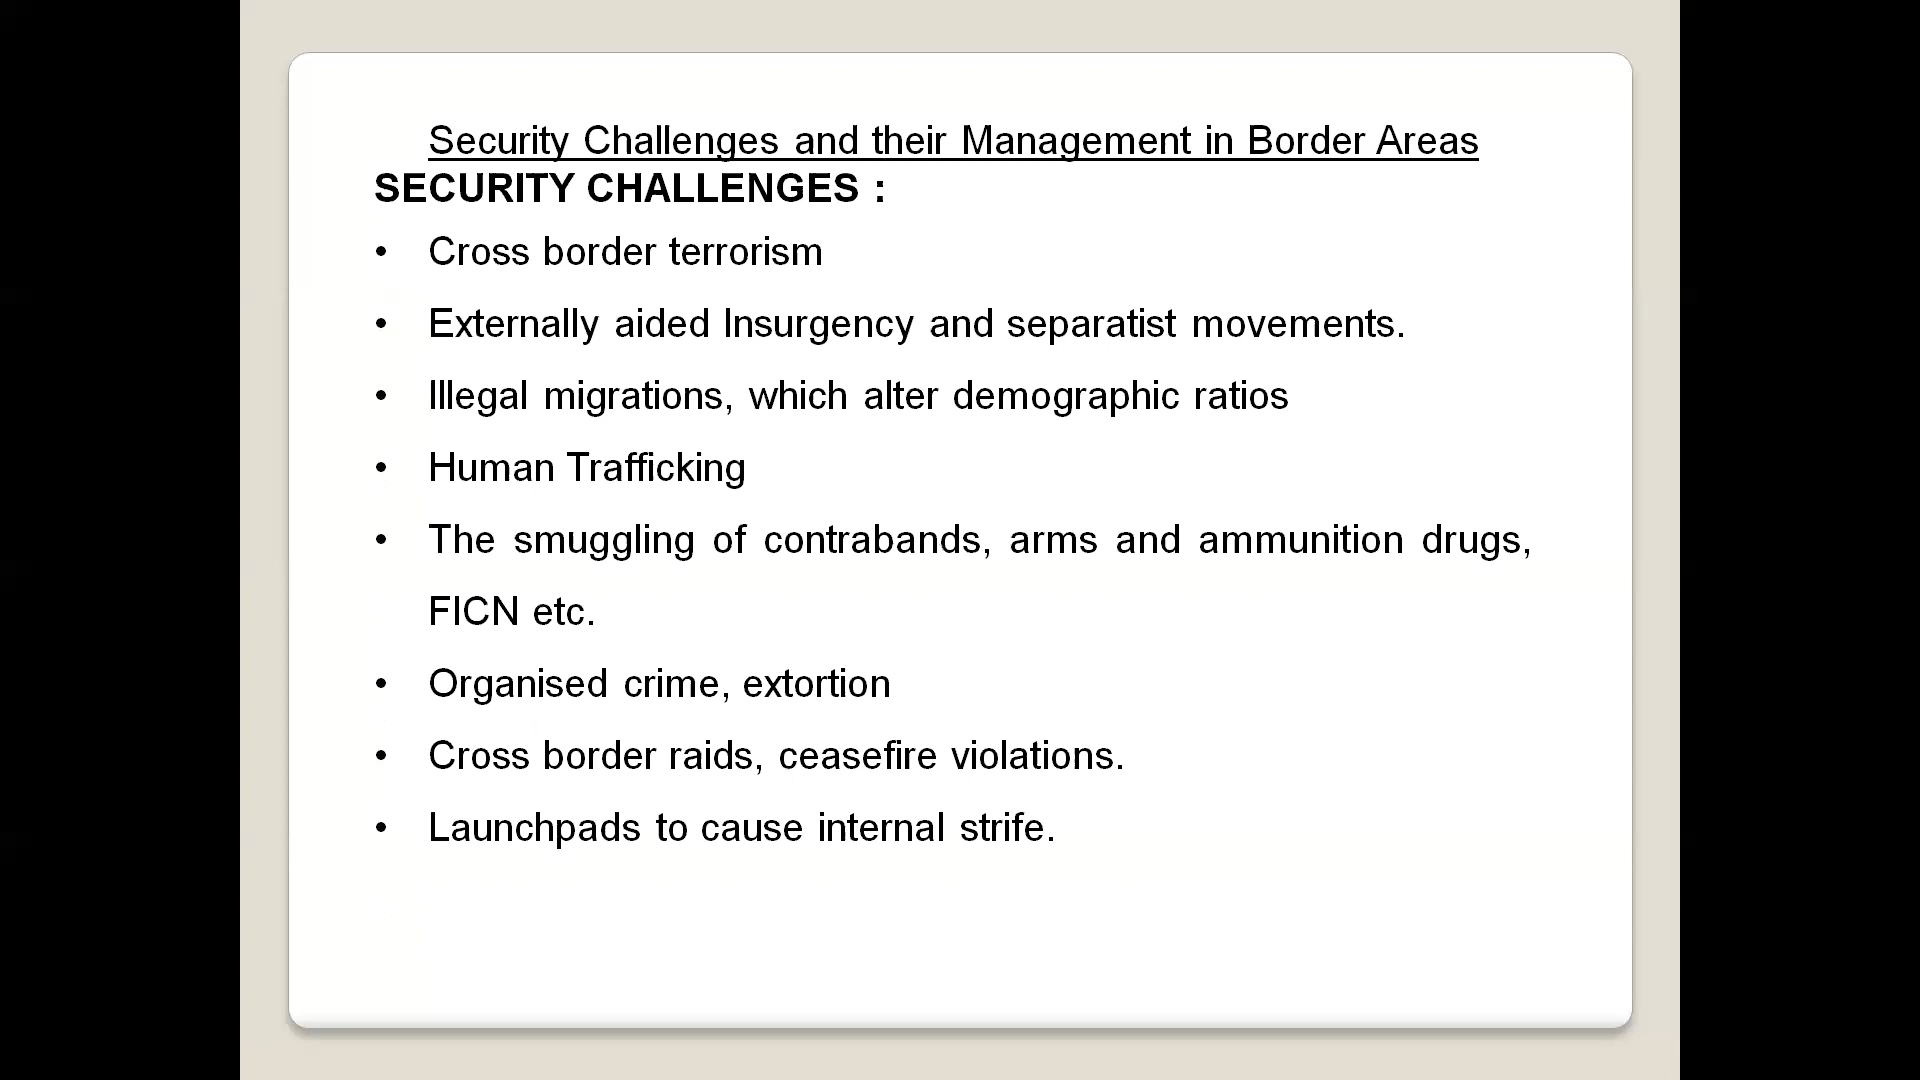 Security Challenges and their Management in Border Areas
SECURITY CHALLENGES :
• Cross border terrorism
• Externally aided Insurgency and separatist movements.
• Illegal migrations, which alter demographic ratios
• Human Trafficking
• The smuggling of contrabands, arms and ammunition drugs,
FICN etc.
• Organised crime, extortion
• Cross border raids, ceasefire violations.
• Launchpads to cause internal strife.